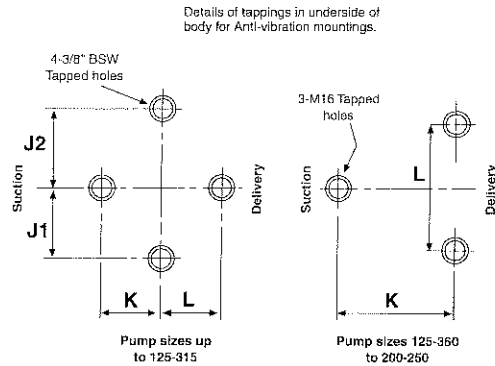 Details of tappings in underside of
body for Anti-vibration mountings.
4-3/8" BSW
Tapped holes
J2
Suction
Delivery
J1
K
L
Pump sizes up
to 125-315
3-M16 Tapped
holes
L
Suction
Delivery
K
Pump sizes 125-360
to 200-250